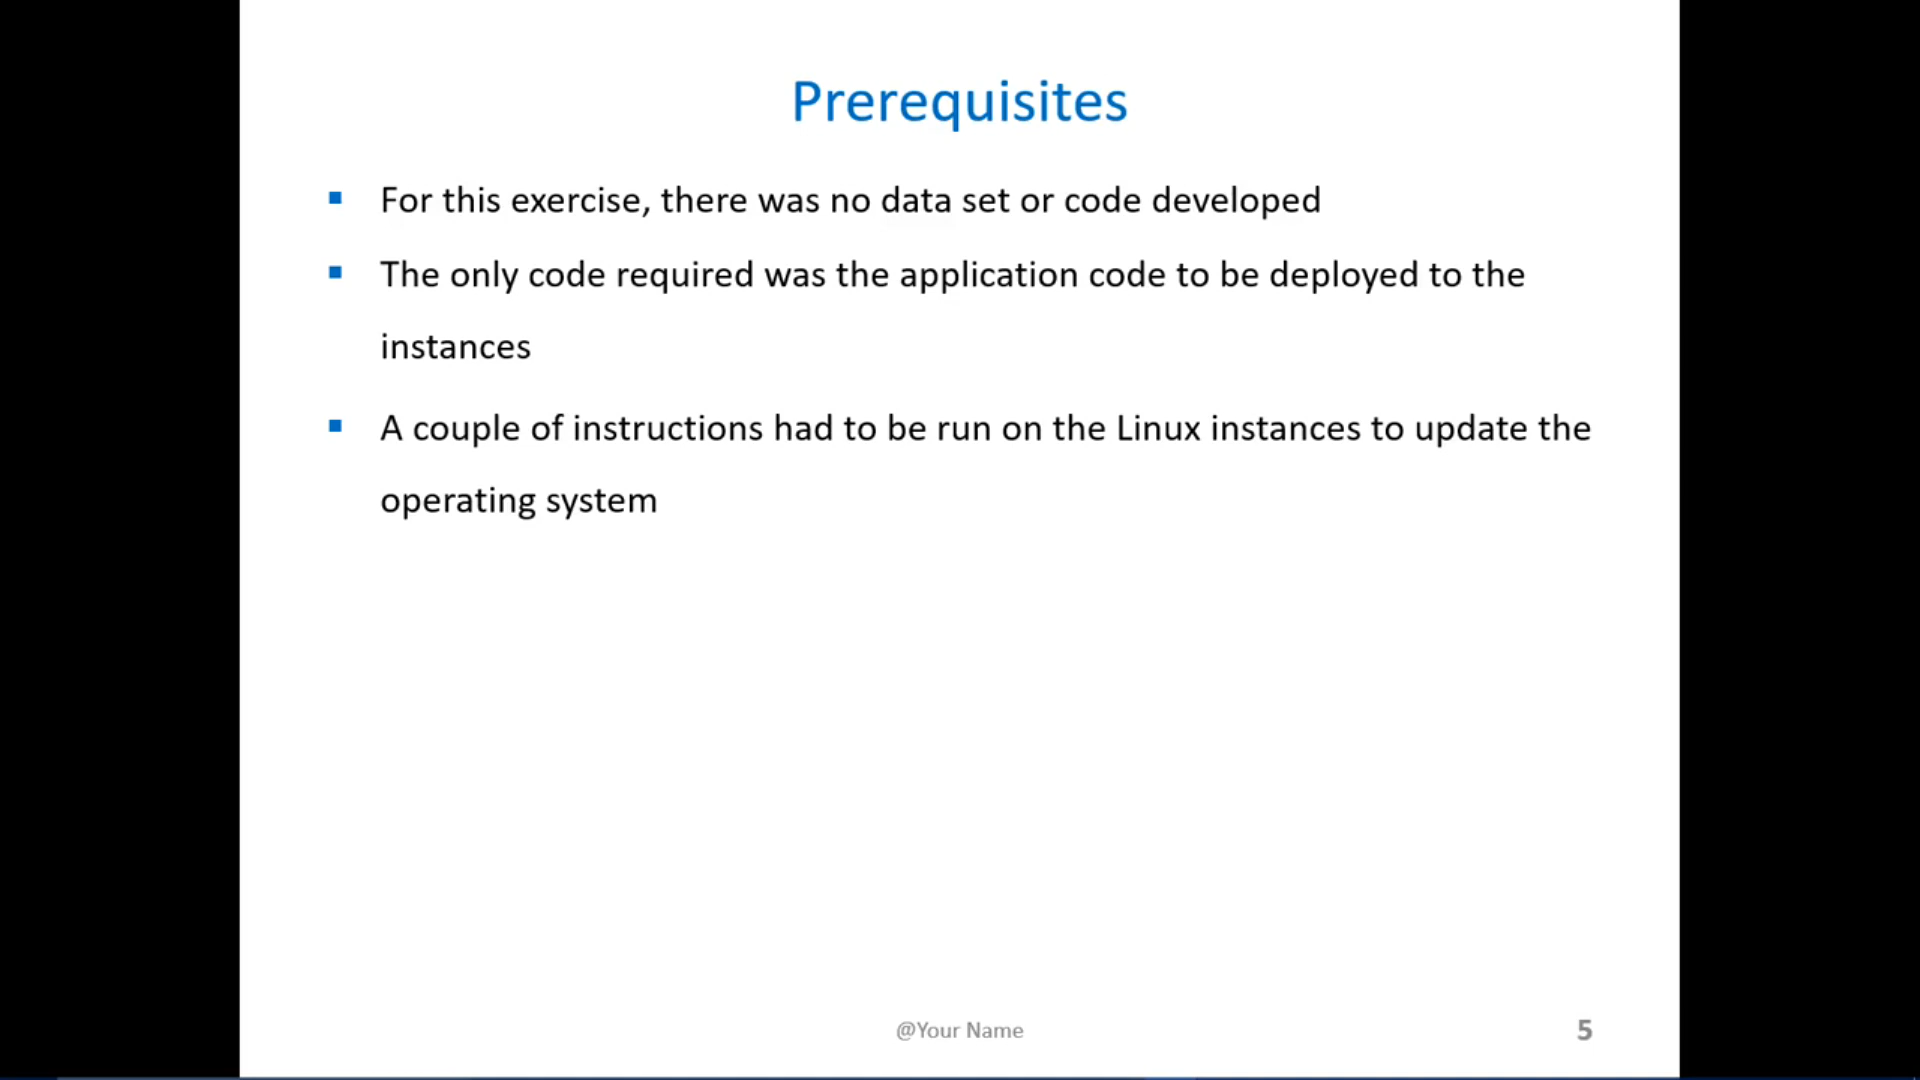 Prerequisites
For this exercise, there was no data set or code developed
The only code required was the application code to be deployed to the
instances
A couple of instructions had to be run on the Linux instances to update the
operating system
@Your Name
5